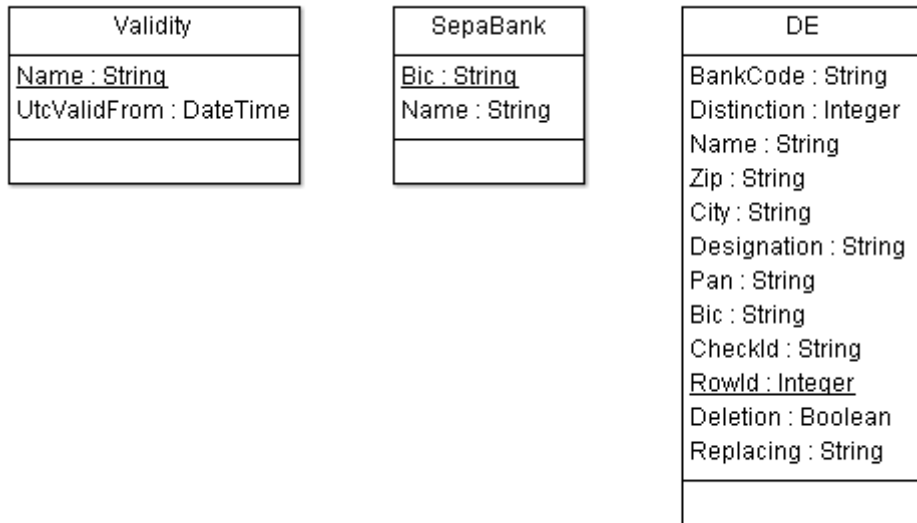 Validity
Name : String
UtcValidFrom : DateTime
SepaBank
Bic : String
Name : String
DE
BankCode : String
Distinction : Integer
Name : String
Zip : String
City : String
Designation : String
Pan : String
Bic : String
CheckId : String
RowId : Integer
Deletion : Boolean
Replacing : String